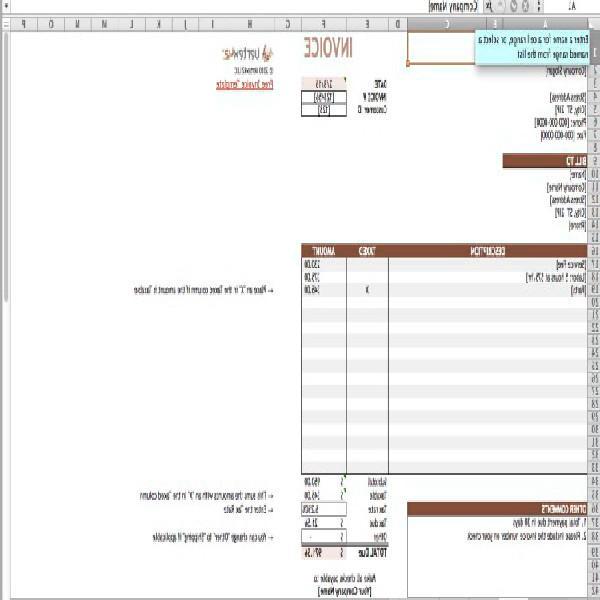 A1
fx
[Company Name]
Enter a name for a cell range, or select a
named range from the list
A B C D E F G H I J K L M N O P
INVOICE
vertex42
[Company Slogan]
DATE
INVOICE #
[123456]
Customer ID
[123]
Free Invoice Template
[Street Address]
[City, ST ZIP]
Phone: [000-000-0000]
Fax: [000-000-0000]
BILL TO
[Name]
[Company Name]
[Street Address]
[City, ST ZIP]
[Phone]
DESCRIPTION TAXED AMOUNT
[Service Fee] 230.00
[Labor: 5 hours at $75/hr] 375.00
[Parts] X 345.00
← Place an "X" in the "Taxed" column if the amount is Taxable
Subtotal $ 950.00
Taxable $ 345.00
← This sums the amounts with an "X" in the "Taxed" column
Tax rate 6.250%
← Enter the Tax Rate
Tax due $ 21.56
Other $ -
← You can change "Other" to "Shipping" if applicable
TOTAL Due $ 971.56
OTHER COMMENTS
1. Total payment due in 30 days
2. Please include the invoice number on your check
Make all checks payable to
[Your Company Name]